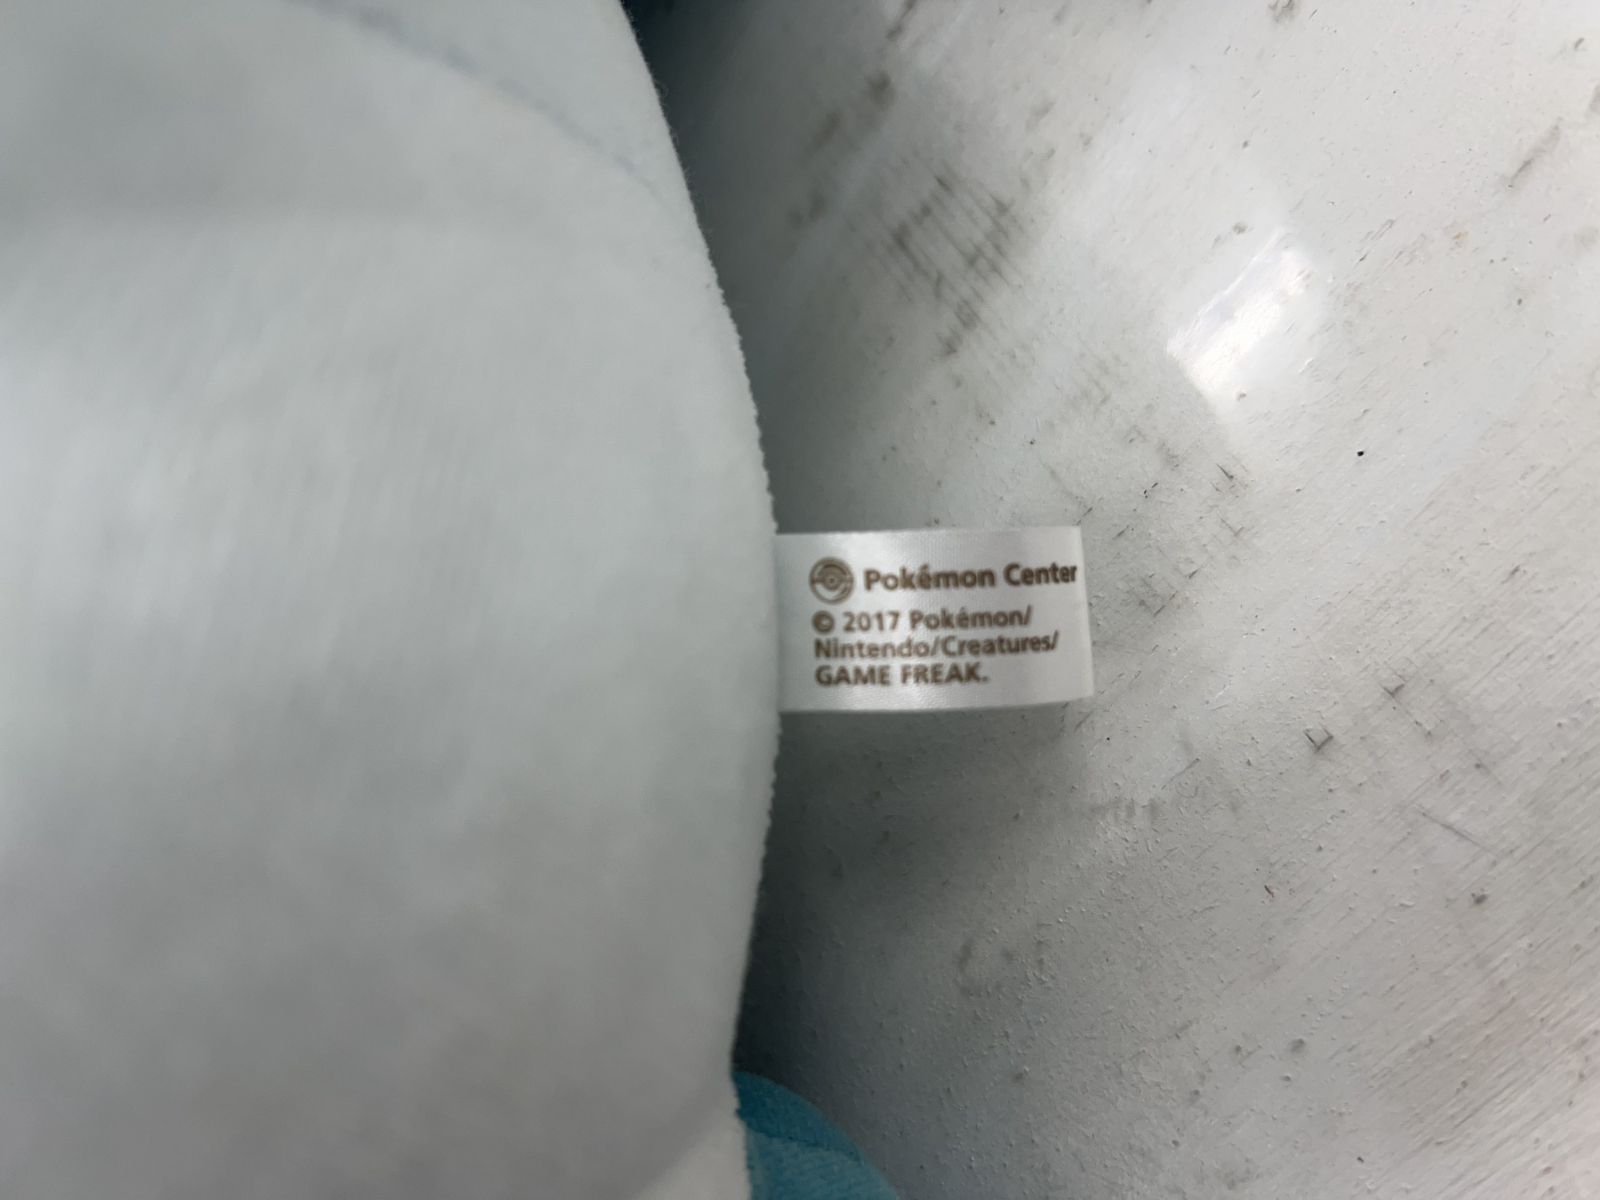 Pokémon Center
© 2017 Pokémon/
Nintendo/Creatures/
GAME FREAK.